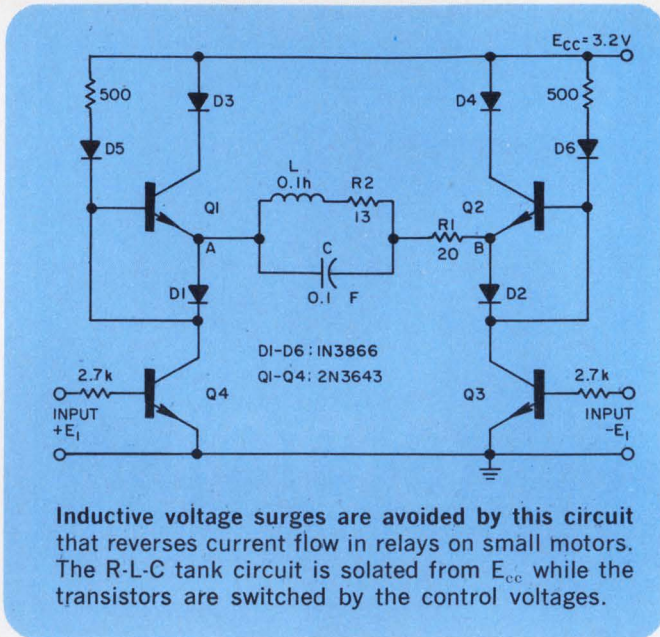 E_CC = 3.2V
500
D3
D4
500
D5
D6
L
0.1h
R2
13
Q1
Q2
A
R1
20
B
C
0.1 F
D1
D2
D1-D6: 1N3866
Q1-Q4: 2N3643
2.7k
Q4
Q3
2.7k
INPUT
+E1
INPUT
-E1
Inductive voltage surges are avoided by this circuit
that reverses current flow in relays on small motors.
The R-L-C tank circuit is solated from Ecc while the
transistors are switched by the control voltages.